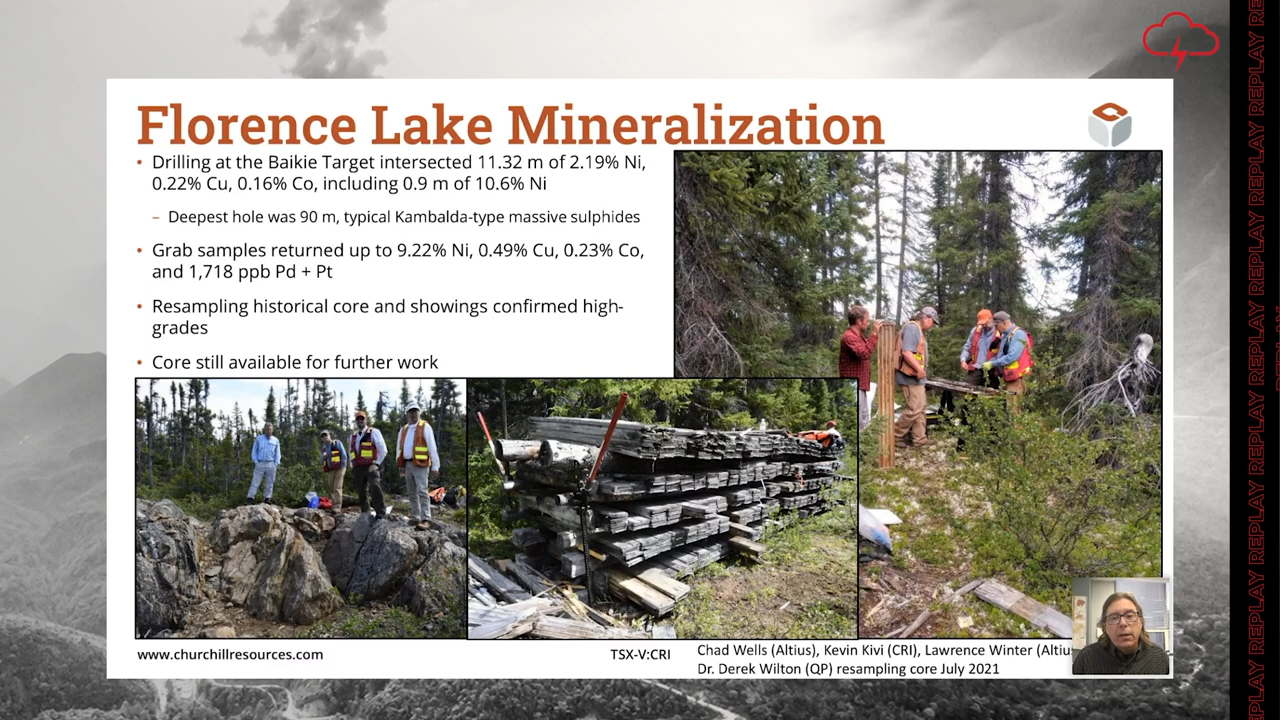 Florence Lake Mineralization
• Drilling at the Baikie Target intersected 11.32 m of 2.19% Ni,
0.22% Cu, 0.16% Co, including 0.9 m of 10.6% Ni
– Deepest hole was 90 m, typical Kambalda-type massive sulphides
• Grab samples returned up to 9.22% Ni, 0.49% Cu, 0.23% Co,
and 1,718 ppb Pd + Pt
• Resampling historical core and showings confirmed high-
grades
• Core still available for further work
www.churchillresources.com
TSX-V:CRI
Chad Wells (Altius), Kevin Kivi (CRI), Lawrence Winter (Altiu
Dr. Derek Wilton (QP) resampling core July 2021
REPLAY REPLAY REPLAY REPLAY REPLAY REPLAY REPLAY REPLAY REPLAY RE